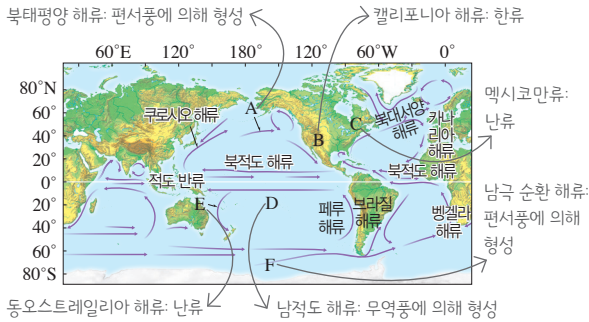 북태평양 해류: 편서풍에 의해 형성
캘리포니아 해류: 한류
60°E 120° 180° 120° 60°W 0°
80°N
60°
40°
20°
0°
20°
40°
60°
80°S
멕시코만류:
난류
쿠로시오 해류
A
B
C
북대서양
해류
카나
리아
해류
북적도 해류
북적도 해류
적도 반류
E
D
페루
해류
브라질
해류
벵겔라
해류
F
남극 순환 해류:
편서풍에 의해
형성
동오스트레일리아 해류: 난류
남적도 해류: 무역풍에 의해 형성